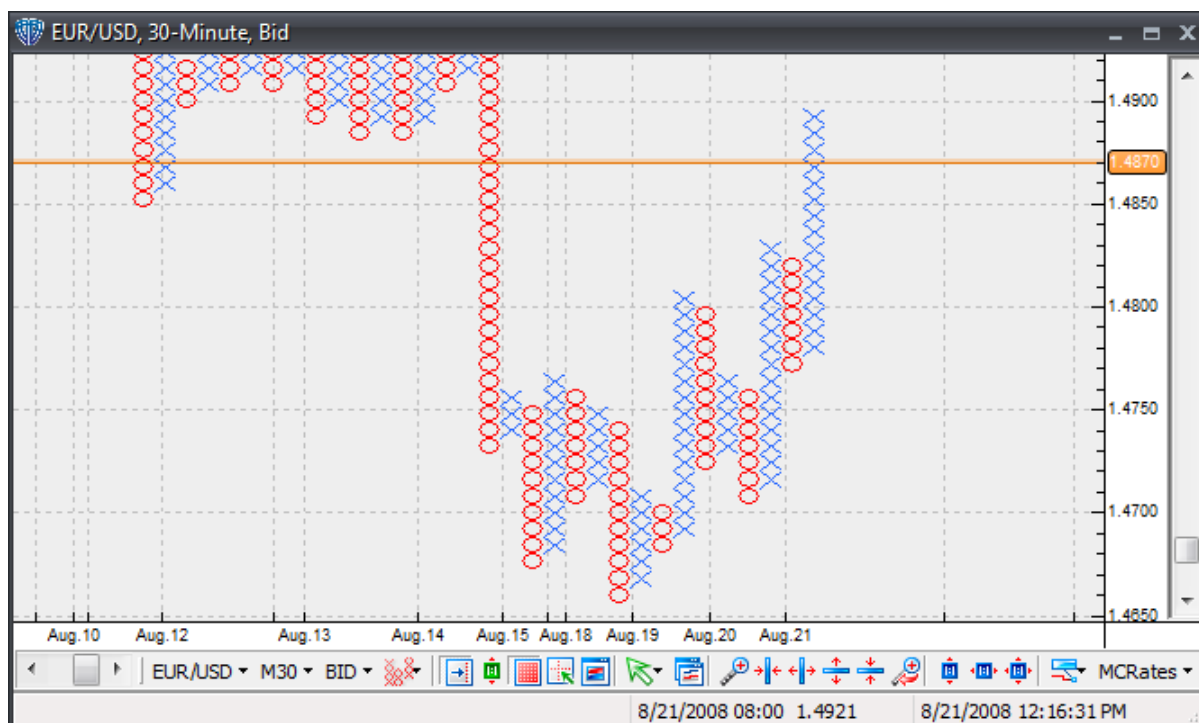 EUR/USD, 30-Minute, Bid
1.4900
1.4870
1.4850
1.4800
1.4750
1.4700
1.4650
Aug.10 Aug.12 Aug.13 Aug.14 Aug.15 Aug.18 Aug.19 Aug.20 Aug.21
EUR/USD M30 BID MCRates
8/21/2008 08:00 1.4921 8/21/2008 12:16:31 PM